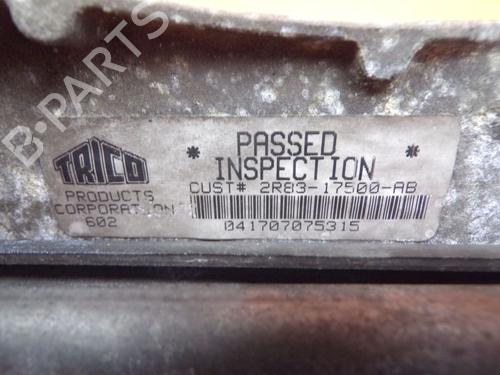 B-PARTS
TRICO
PRODUCTS
CORPORATION
602
* PASSED *
INSPECTION
CUST# 2R83-17500-AB
041707075315